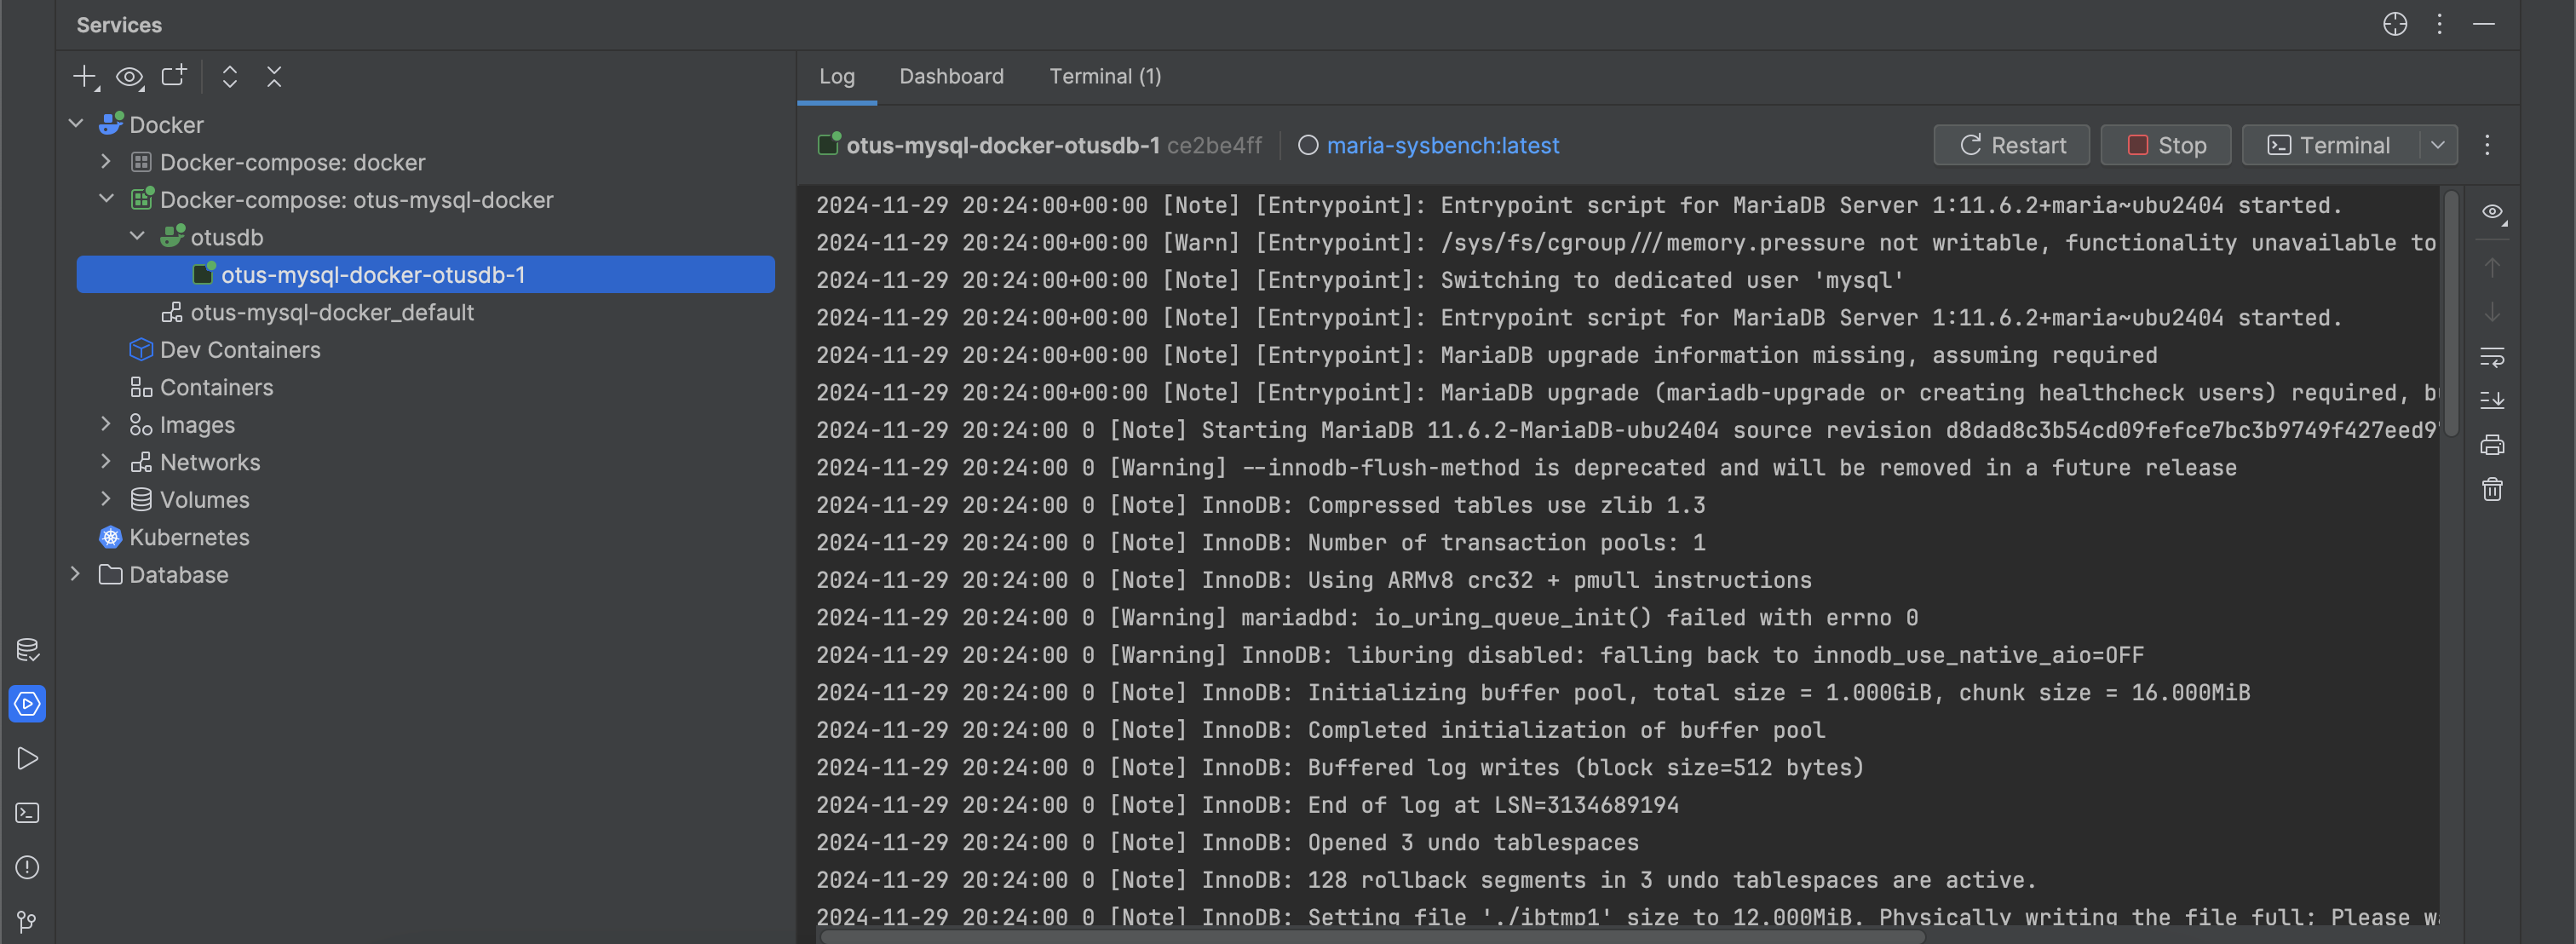 Services
Docker
Docker-compose: docker
Docker-compose: otus-mysql-docker
otusdb
otus-mysql-docker-otusdb-1
otus-mysql-docker_default
Dev Containers
Containers
Images
Networks
Volumes
Kubernetes
Database
Log Dashboard Terminal (1)
otus-mysql-docker-otusdb-1 ce2be4ff maria-sysbench:latest Restart Stop Terminal
2024-11-29 20:24:00+00:00 [Note] [Entrypoint]: Entrypoint script for MariaDB Server 1:11.6.2+maria~ubu2404 started.
2024-11-29 20:24:00+00:00 [Warn] [Entrypoint]: /sys/fs/cgroup///memory.pressure not writable, functionality unavailable to
2024-11-29 20:24:00+00:00 [Note] [Entrypoint]: Switching to dedicated user 'mysql'
2024-11-29 20:24:00+00:00 [Note] [Entrypoint]: Entrypoint script for MariaDB Server 1:11.6.2+maria~ubu2404 started.
2024-11-29 20:24:00+00:00 [Note] [Entrypoint]: MariaDB upgrade information missing, assuming required
2024-11-29 20:24:00+00:00 [Note] [Entrypoint]: MariaDB upgrade (mariadb-upgrade or creating healthcheck users) required,
2024-11-29 20:24:00 0 [Note] Starting MariaDB 11.6.2-MariaDB-ubu2404 source revision d8dad8c3b54cd09fefce7bc3b9749f427eed9
2024-11-29 20:24:00 0 [Warning] --innodb-flush-method is deprecated and will be removed in a future release
2024-11-29 20:24:00 0 [Note] InnoDB: Compressed tables use zlib 1.3
2024-11-29 20:24:00 0 [Note] InnoDB: Number of transaction pools: 1
2024-11-29 20:24:00 0 [Note] InnoDB: Using ARMv8 crc32 + pmull instructions
2024-11-29 20:24:00 0 [Warning] mariadbd: io_uring_queue_init() failed with errno 0
2024-11-29 20:24:00 0 [Warning] InnoDB: liburing disabled: falling back to innodb_use_native_aio=OFF
2024-11-29 20:24:00 0 [Note] InnoDB: Initializing buffer pool, total size = 1.000GiB, chunk size = 16.000MiB
2024-11-29 20:24:00 0 [Note] InnoDB: Completed initialization of buffer pool
2024-11-29 20:24:00 0 [Note] InnoDB: Buffered log writes (block size=512 bytes)
2024-11-29 20:24:00 0 [Note] InnoDB: End of log at LSN=3134689194
2024-11-29 20:24:00 0 [Note] InnoDB: Opened 3 undo tablespaces
2024-11-29 20:24:00 0 [Note] InnoDB: 128 rollback segments in 3 undo tablespaces are active.
2024-11-29 20:24:00 0 [Note] InnoDB: Setting file './ibtmp1' size to 12.000MiB. Physically writing the file full; Please